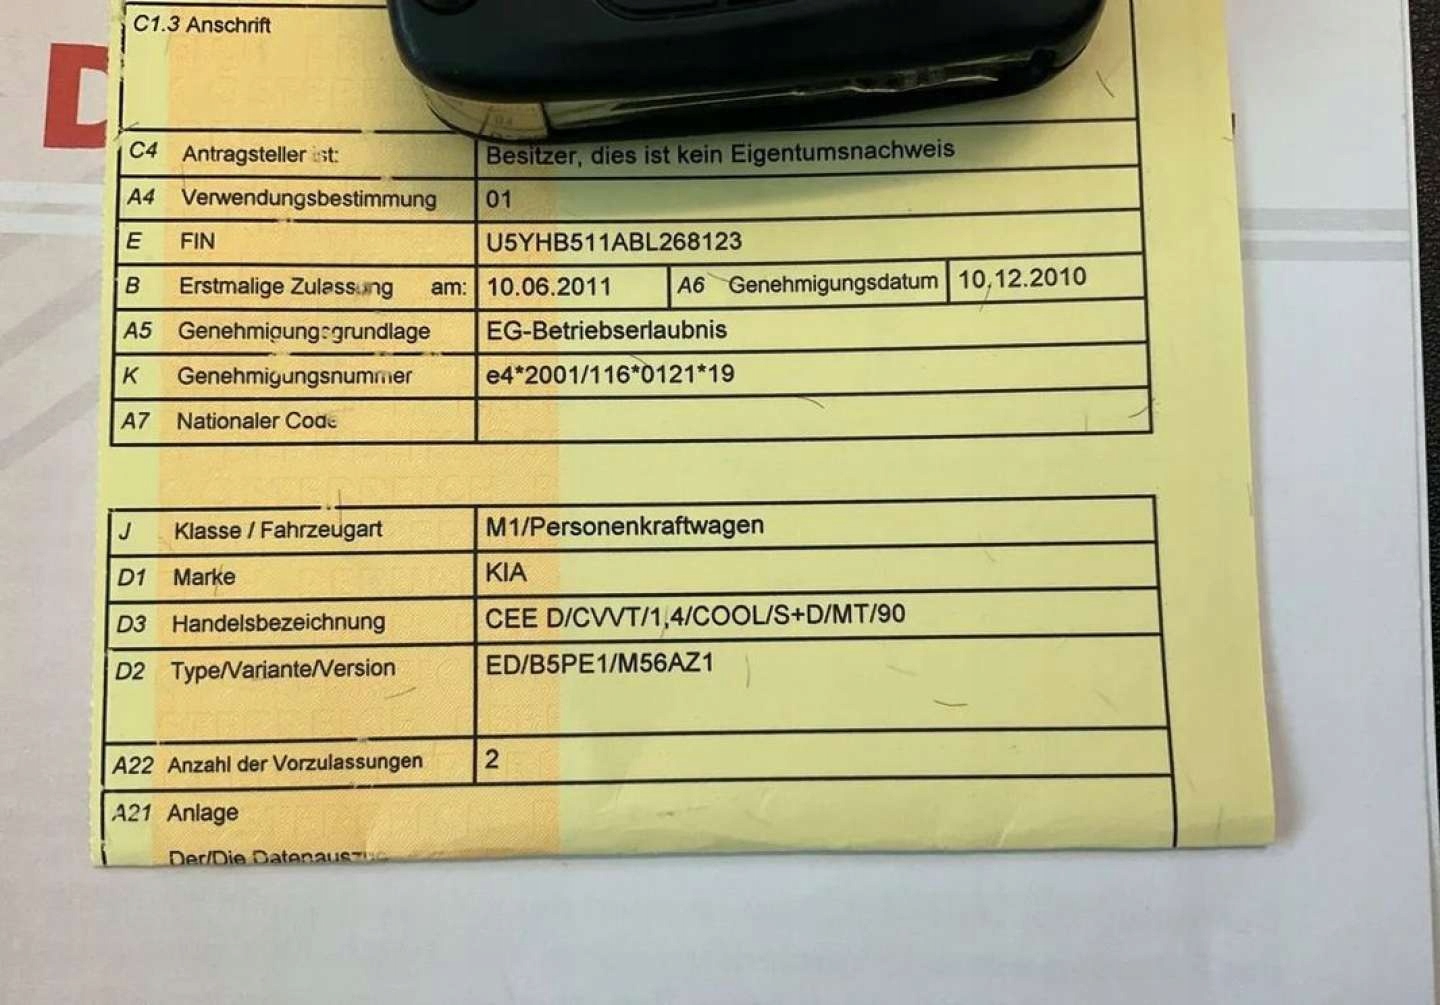 C1.3 Anschrift
D
C4 Antragsteller ist: Besitzer, dies ist kein Eigentumsnachweis
A4 Verwendungsbestimmung 01
E FIN U5YHB511ABL268123
B Erstmalige Zulassung am: 10.06.2011 A6 Genehmigungsdatum 10.12.2010
A5 Genehmigungsgrundlage EG-Betriebserlaubnis
K Genehmigungsnummer e4*2001/116*0121*19
A7 Nationaler Code
J Klasse / Fahrzeugart M1/Personenkraftwagen
D1 Marke KIA
D3 Handelsbezeichnung CEE D/CVVT/1,4/COOL/S+D/MT/90
D2 Type/Variante/Version ED/B5PE1/M56AZ1
A22 Anzahl der Vorzulassungen 2
A21 Anlage
Der/Die Datenauszug